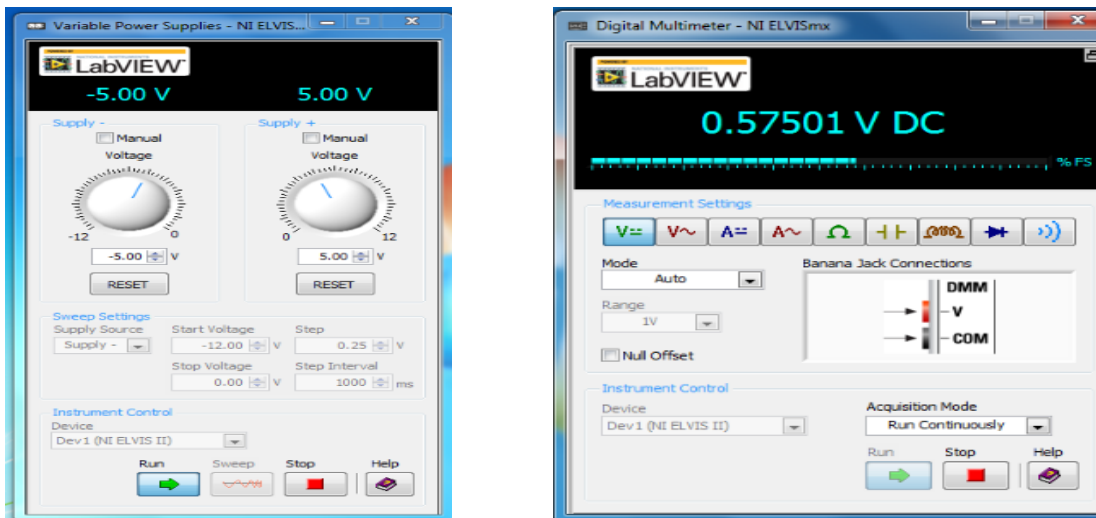 Variable Power Supplies - NI ELVIS...
LabVIEW
-5.00 V 5.00 V
Supply - Supply +
Manual Manual
Voltage Voltage
-12 0 0 12
-5.00 V 5.00 V
RESET RESET
Sweep Settings
Supply Source Start Voltage Step
Supply - -12.00 V 0.25 V
Stop Voltage Step Interval
0.00 V 1000 ms
Instrument Control
Device
Dev1 (NI ELVIS II)
Run Sweep Stop Help
Digital Multimeter - NI ELVISmx
LabVIEW
0.57501 V DC
% FS
Measurement Settings
V V A A Ω
Mode Banana Jack Connections
Auto
DMM
Range V
1V COM
Null Offset
Instrument Control
Device Acquisition Mode
Dev1 (NI ELVIS II) Run Continuously
Run Stop Help